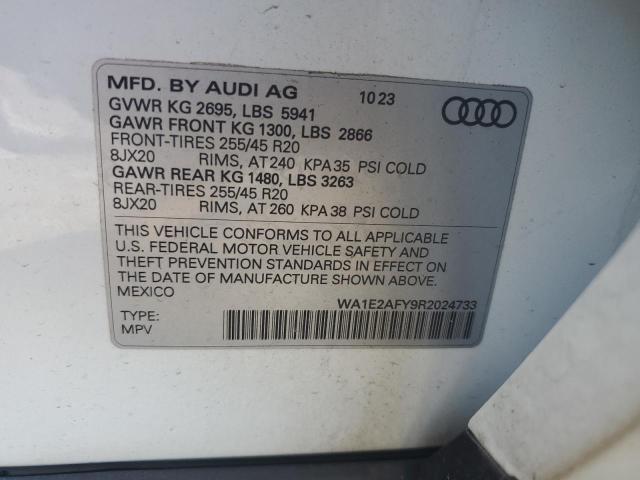 MFD. BY AUDI AG 10 23
GVWR KG 2695, LBS 5941
GAWR FRONT KG 1300, LBS 2866
FRONT-TIRES 255/45 R20
8JX20 RIMS, AT 240 KPA 35 PSI COLD
GAWR REAR KG 1480, LBS 3263
REAR-TIRES 255/45 R20
8JX20 RIMS, AT 260 KPA 38 PSI COLD
THIS VEHICLE CONFORMS TO ALL APPLICABLE
U.S. FEDERAL MOTOR VEHICLE SAFETY AND
THEFT PREVENTION STANDARDS IN EFFECT ON
THE DATE OF MANUFACTURE SHOWN ABOVE.
MEXICO
WA1E2AFY9R2024733
TYPE:
MPV